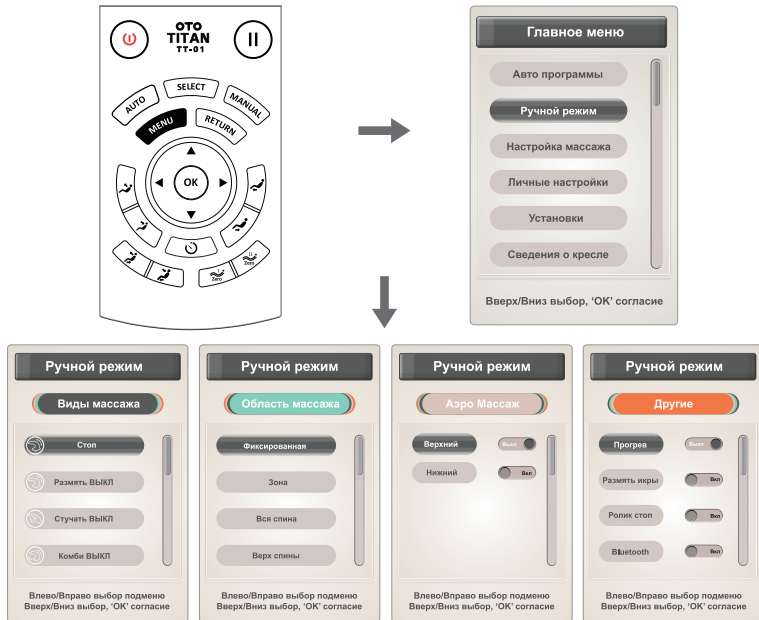 OTO
TITAN
TT-01
AUTO
SELECT
MANUAL
MENU
RETURN
OK
Zero
Zero
Главное меню
Авто программы
Ручной режим
Настройка массажа
Личные настройки
Установки
Сведения о кресле
Вверх/Вниз выбор, ‘OK’ согласие
Ручной режим
Виды массажа
Стоп
Размять ВЫКЛ
Стучать ВЫКЛ
Комби ВЫКЛ
Влево/Вправо выбор подменю
Вверх/Вниз выбор, ‘OK’ согласие
Ручной режим
Область массажа
Фиксированная
Зона
Вся спина
Верх спины
Влево/Вправо выбор подменю
Вверх/Вниз выбор, ‘OK’ согласие
Ручной режим
Аэро Массаж
Верхний Выкл
Нижний Вкл
Влево/Вправо выбор подменю
Вверх/Вниз выбор, ‘OK’ согласие
Ручной режим
Другие
Прогрев Выкл
Размять икры Вкл
Ролик стоп Вкл
Bluetooth Вкл
Влево/Вправо выбор подменю
Вверх/Вниз выбор, ‘OK’ согласие